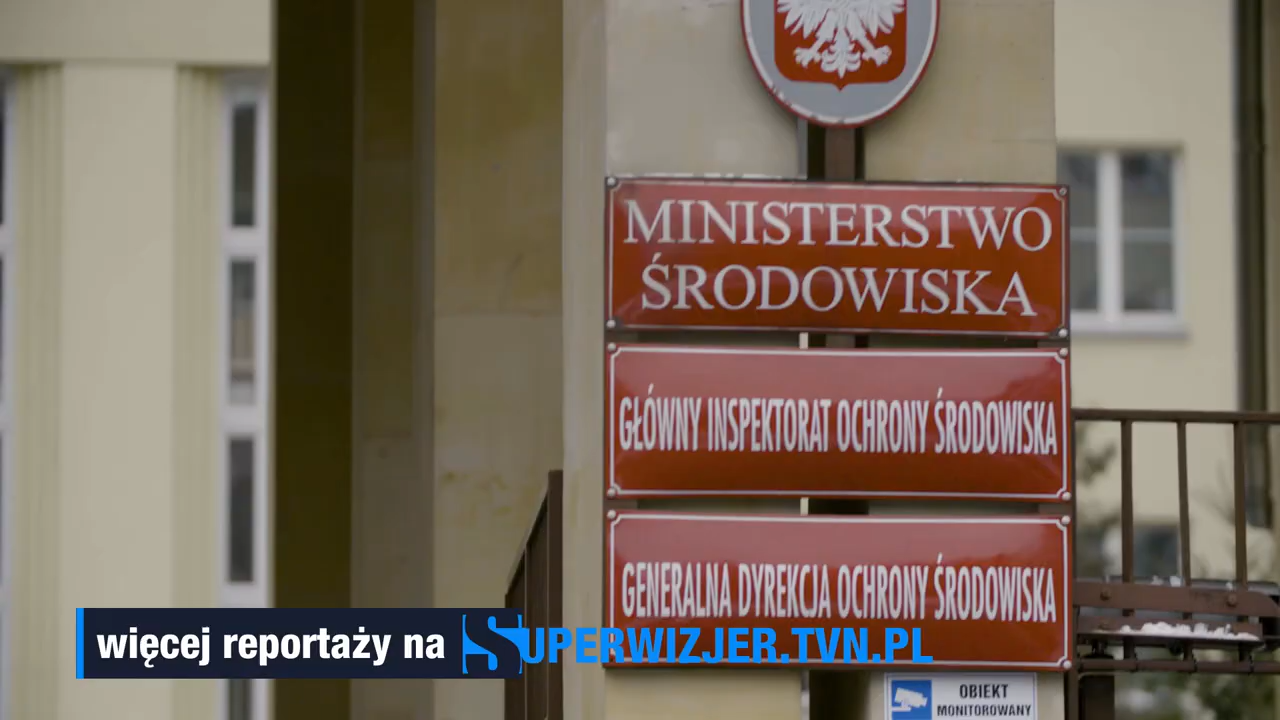 MINISTERSTWO
ŚRODOWISKA
GŁÓWNY INSPEKTORAT OCHRONY ŚRODOWISKA
GENERALNA DYREKCJA OCHRONY ŚRODOWISKA
więcej reportaży na SUPERWIZJER.TVN.PL
OBIEKT
MONITOROWANY